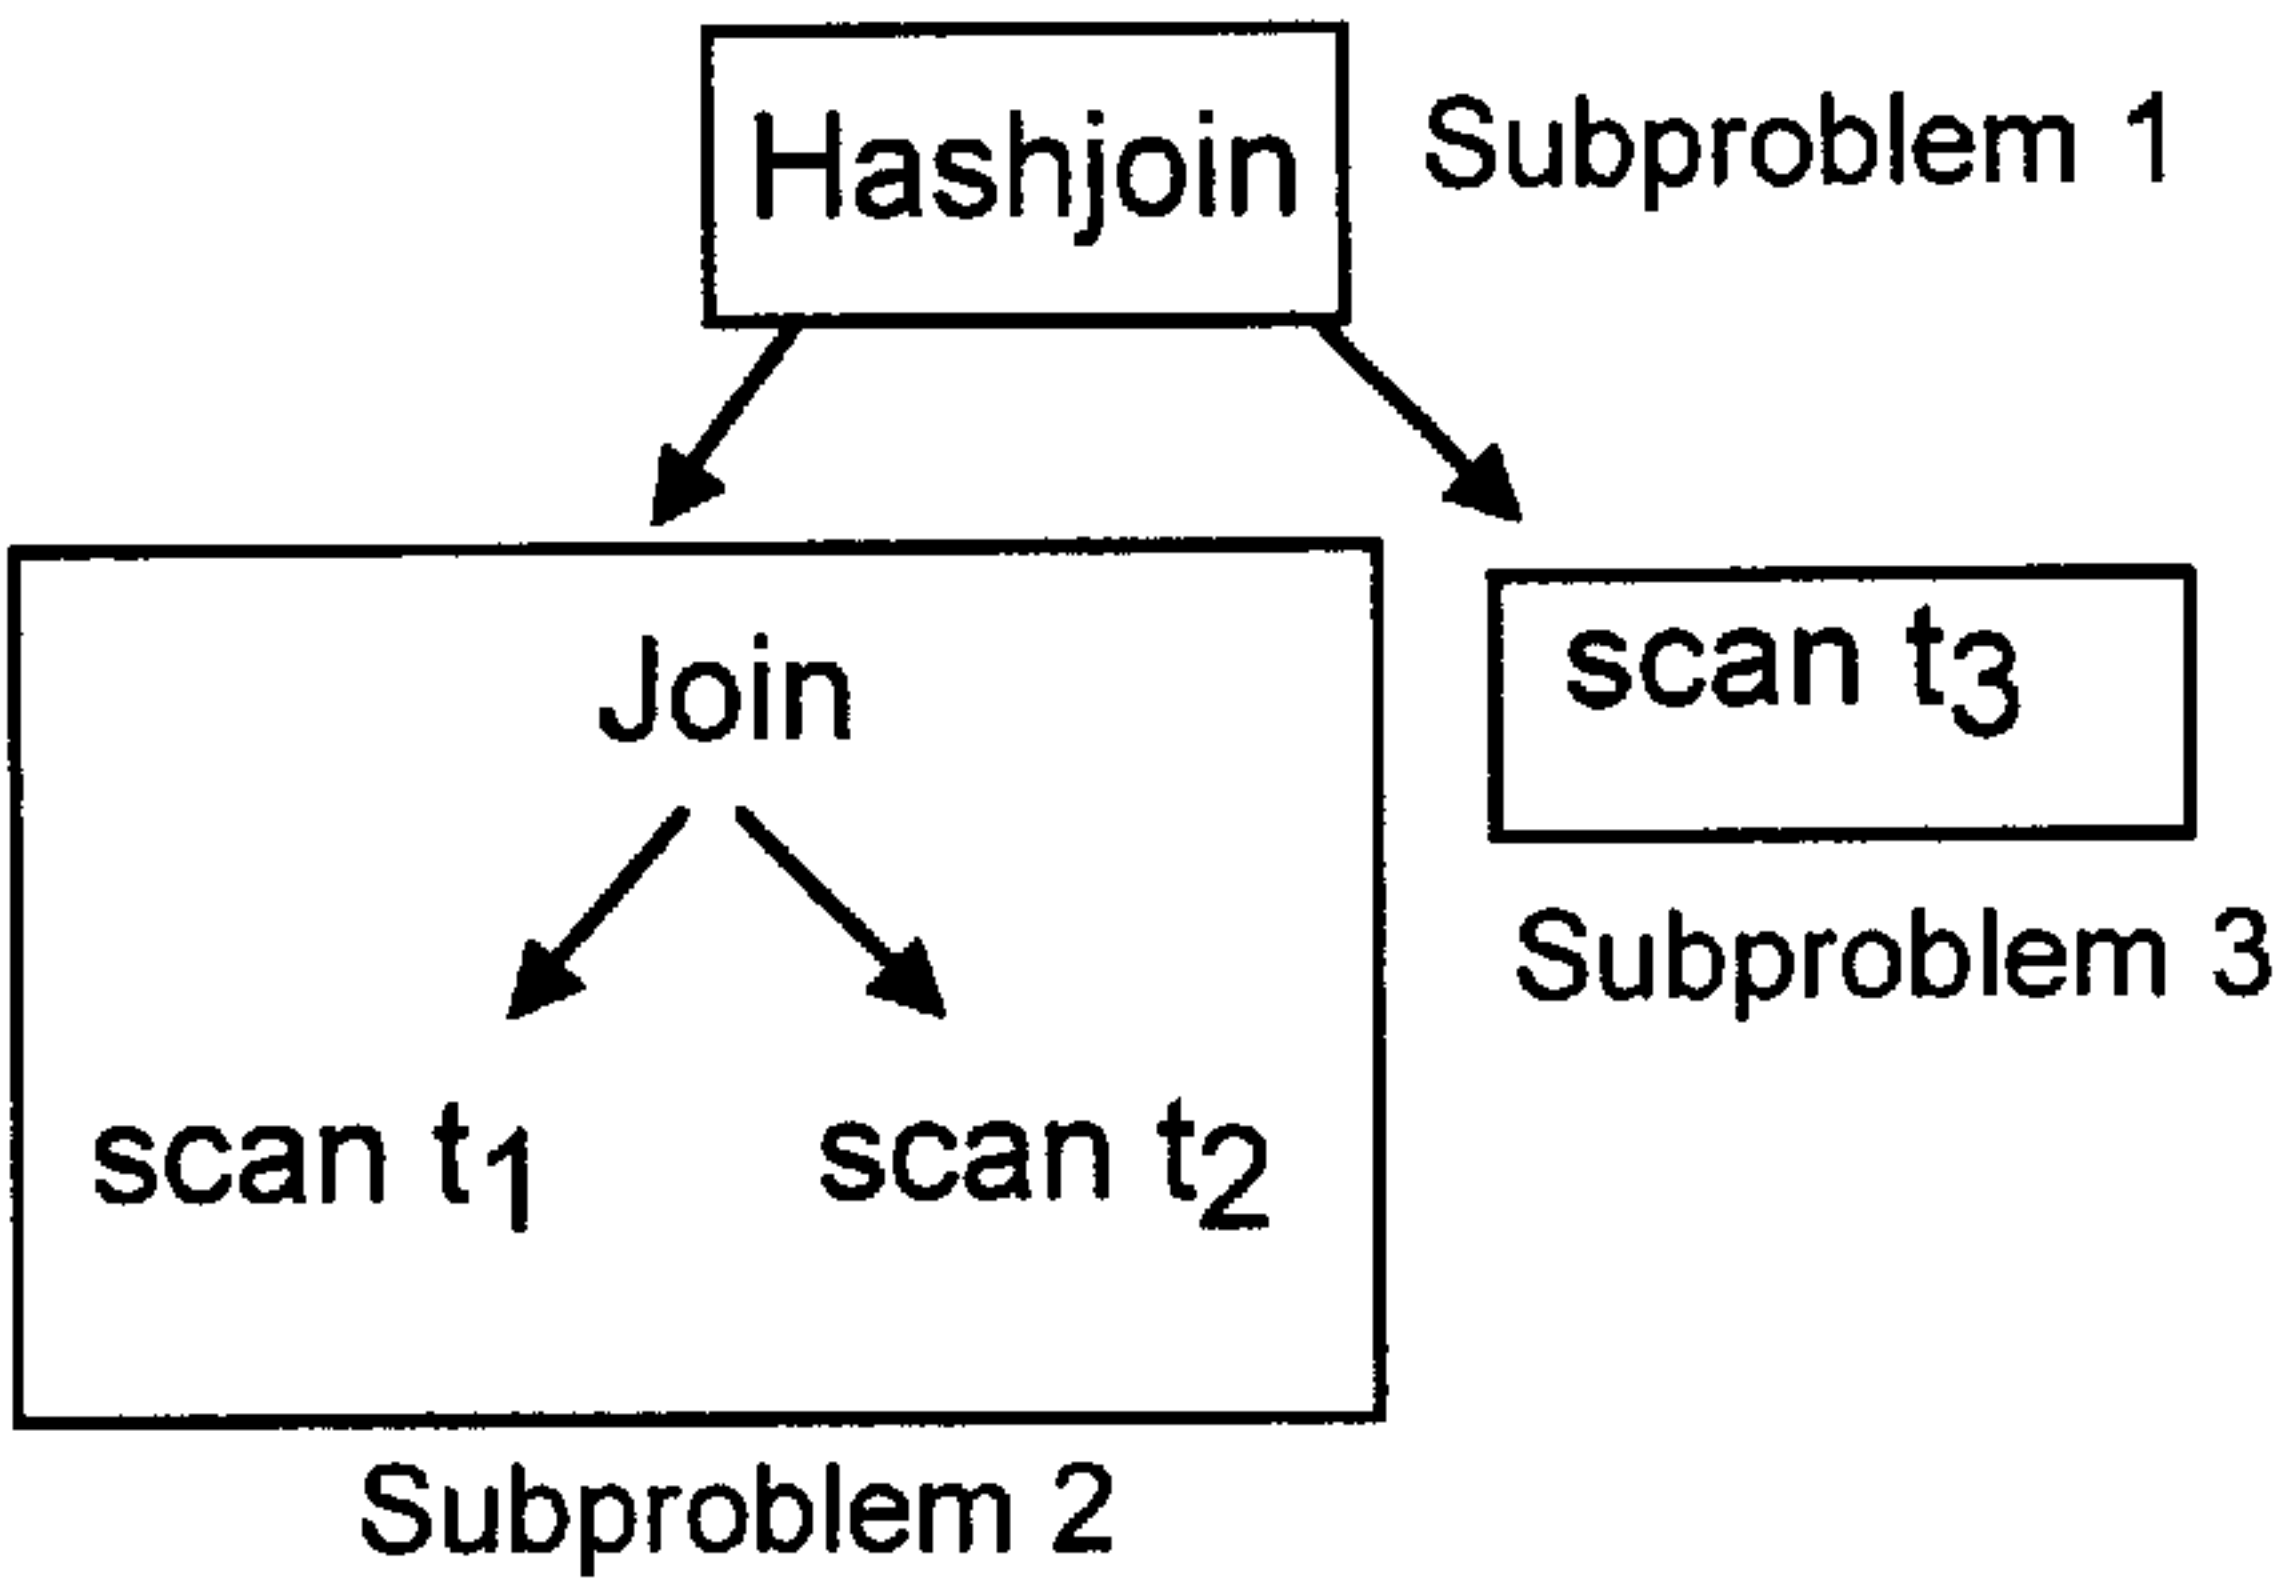 Hashjoin
Subproblem 1
Join
scan t3
scan t1
scan t2
Subproblem 3
Subproblem 2